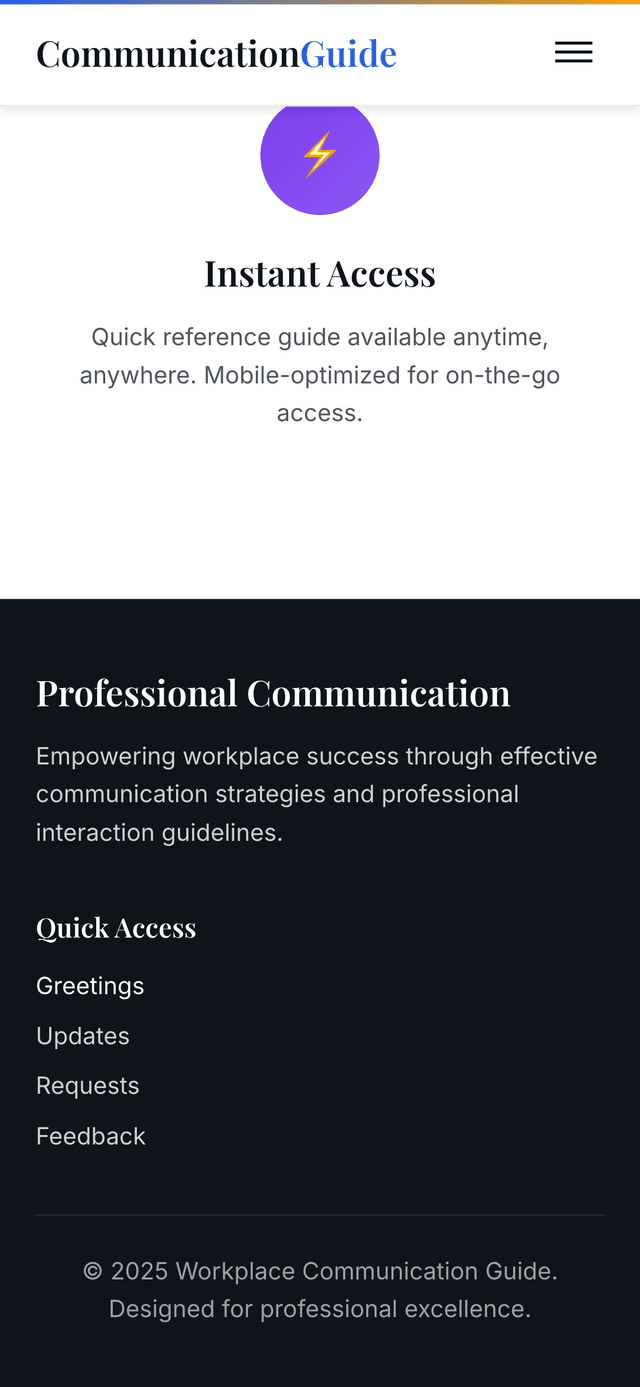 CommunicationGuide
Instant Access
Quick reference guide available anytime,
anywhere. Mobile-optimized for on-the-go
access.
Professional Communication
Empowering workplace success through effective
communication strategies and professional
interaction guidelines.
Quick Access
Greetings
Updates
Requests
Feedback
© 2025 Workplace Communication Guide.
Designed for professional excellence.